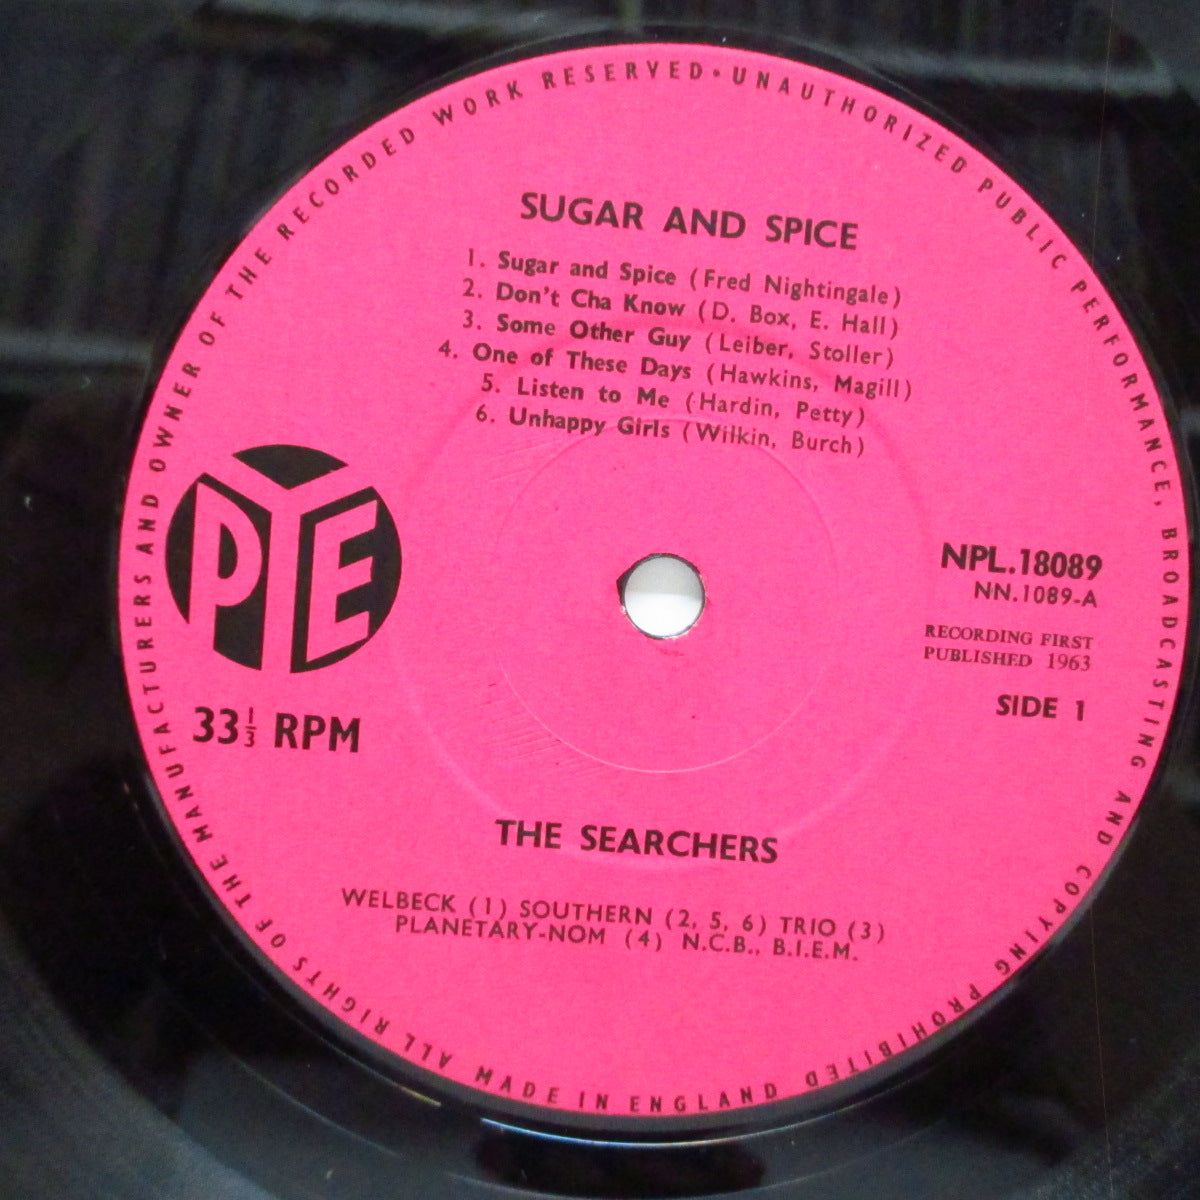 ALL RIGHTS OF THE MANUFACTURERS AND OWNER OF THE RECORDED WORK RESERVED • UNAUTHORIZED PUBLIC PERFORMANCE, BROADCASTING AND COPYING PROHIBITED
SUGAR AND SPICE
1. Sugar and Spice (Fred Nightingale)
2. Don't Cha Know (D. Box, E. Hall)
3. Some Other Guy (Leiber, Stoller)
4. One of These Days (Hawkins, Magill)
5. Listen to Me (Hardin, Petty)
6. Unhappy Girls (Wilkin, Burch)
PYE
33⅓ RPM
NPL.18089
NN.1089-A
RECORDING FIRST
PUBLISHED 1963
SIDE 1
THE SEARCHERS
WELBECK (1) SOUTHERN (2, 5, 6) TRIO (3)
PLANETARY-NOM (4) N.C.B., B.I.E.M.
MADE IN ENGLAND